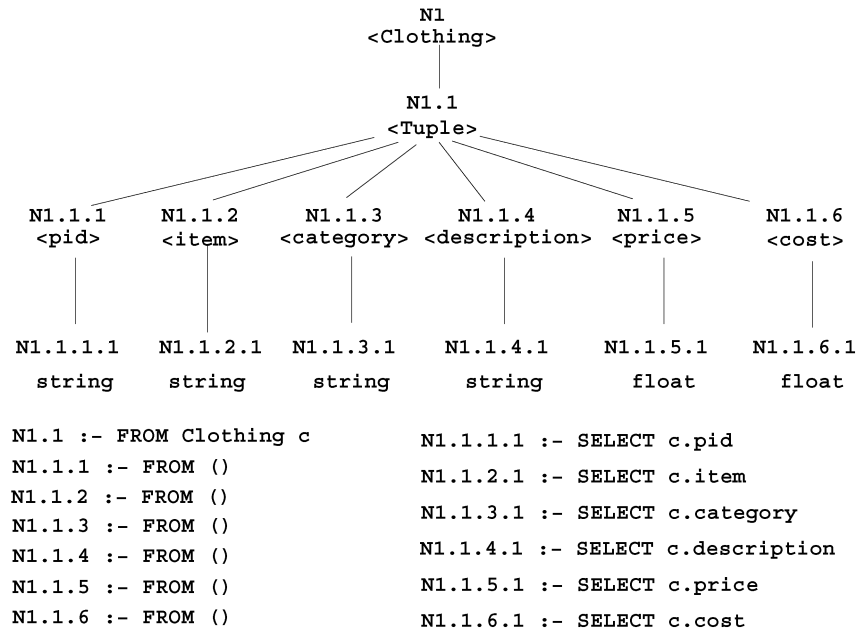 N1
<Clothing>
N1.1
<Tuple>
N1.1.1 N1.1.2 N1.1.3 N1.1.4 N1.1.5 N1.1.6
<pid> <item> <category> <description> <price> <cost>
N1.1.1.1 N1.1.2.1 N1.1.3.1 N1.1.4.1 N1.1.5.1 N1.1.6.1
string string string string float float
N1.1 :- FROM Clothing c
N1.1.1 :- FROM ()
N1.1.2 :- FROM ()
N1.1.3 :- FROM ()
N1.1.4 :- FROM ()
N1.1.5 :- FROM ()
N1.1.6 :- FROM ()
N1.1.1.1 :- SELECT c.pid
N1.1.2.1 :- SELECT c.item
N1.1.3.1 :- SELECT c.category
N1.1.4.1 :- SELECT c.description
N1.1.5.1 :- SELECT c.price
N1.1.6.1 :- SELECT c.cost